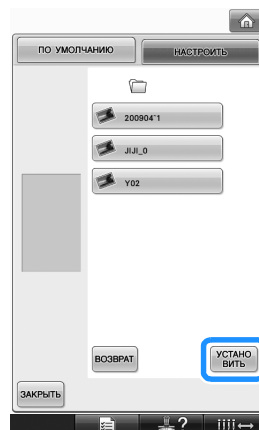 ПО УМОЛЧАНИЮ
НАСТРОИТЬ
200904~1
JIJI_0
Y02
ВОЗВРАТ
УСТАНО
ВИТЬ
ЗАКРЫТЬ
?